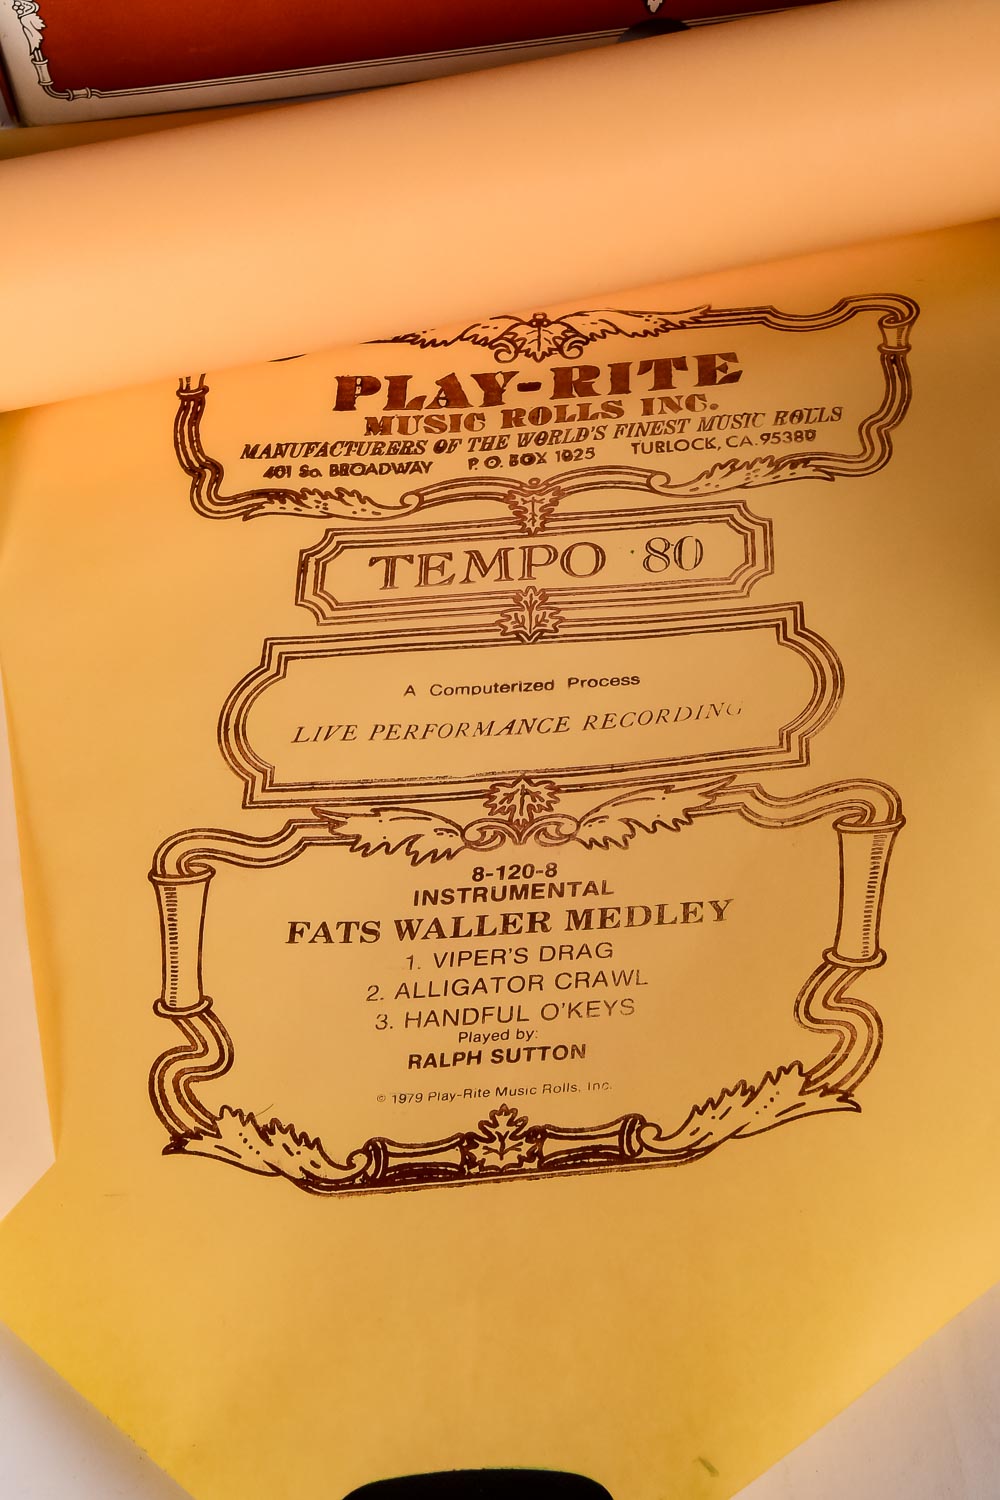 PLAY-RITE
MUSIC ROLLS INC.
MANUFACTURERS OF THE WORLD'S FINEST MUSIC ROLLS
401 So. BROADWAY P. O. BOX 1025 TURLOCK, CA. 95380
TEMPO 80
A Computerized Process
LIVE PERFORMANCE RECORDING
8-120-8
INSTRUMENTAL
FATS WALLER MEDLEY
1. VIPER'S DRAG
2. ALLIGATOR CRAWL
3. HANDFUL O'KEYS
Played by:
RALPH SUTTON
© 1979 Play-Rite Music Rolls, Inc.